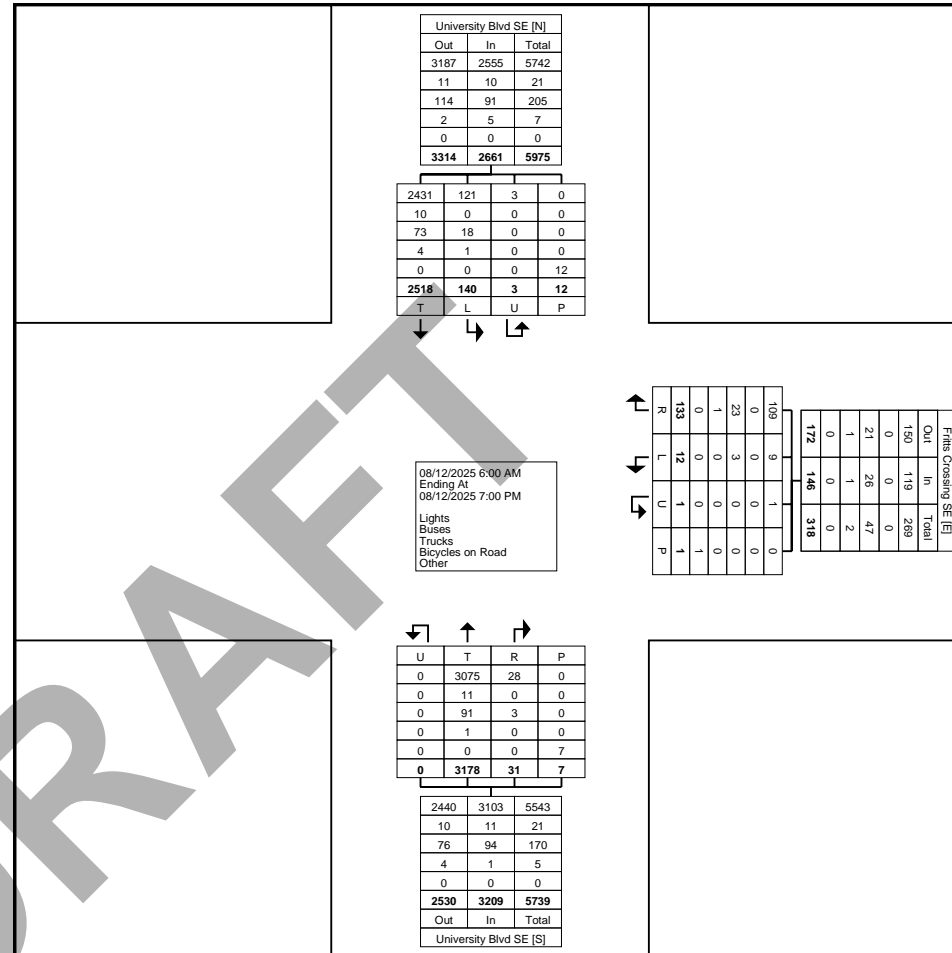 University Blvd SE [N]
Out In Total
3187 2555 5742
11 10 21
114 91 205
2 5 7
0 0 0
3314 2661 5975
2431 121 3 0
10 0 0 0
73 18 0 0
4 1 0 0
0 0 0 12
2518 140 3 12
T L U P
Fritts Crossing SE [E]
Out In Total
150 119 269
0 0 0
21 26 47
1 1 2
0 0 0
172 146 318
109 9 1 0
0 0 0 0
23 3 0 0
1 0 0 0
0 0 0 1
133 12 1 1
R L U P
08/12/2025 6:00 AM
Ending At
08/12/2025 7:00 PM
Lights
Buses
Trucks
Bicycles on Road
Other
U T R P
0 3075 28 0
0 11 0 0
0 91 3 0
0 1 0 0
0 0 0 7
0 3178 31 7
2440 3103 5543
10 11 21
76 94 170
4 1 5
0 0 0
2530 3209 5739
Out In Total
University Blvd SE [S]
DRAFT